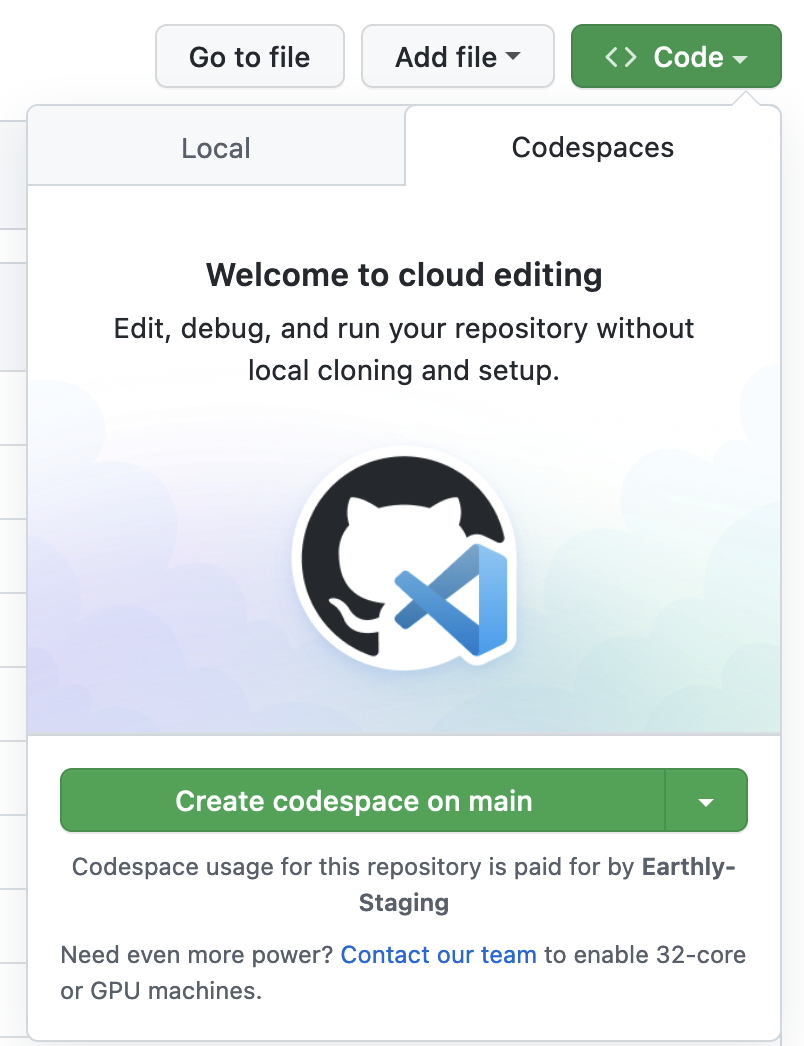 Go to file
Add file
Code
Local
Codespaces
Welcome to cloud editing
Edit, debug, and run your repository without
local cloning and setup.
Create codespace on main
Codespace usage for this repository is paid for by Earthly-
Staging
Need even more power? Contact our team to enable 32-core
or GPU machines.